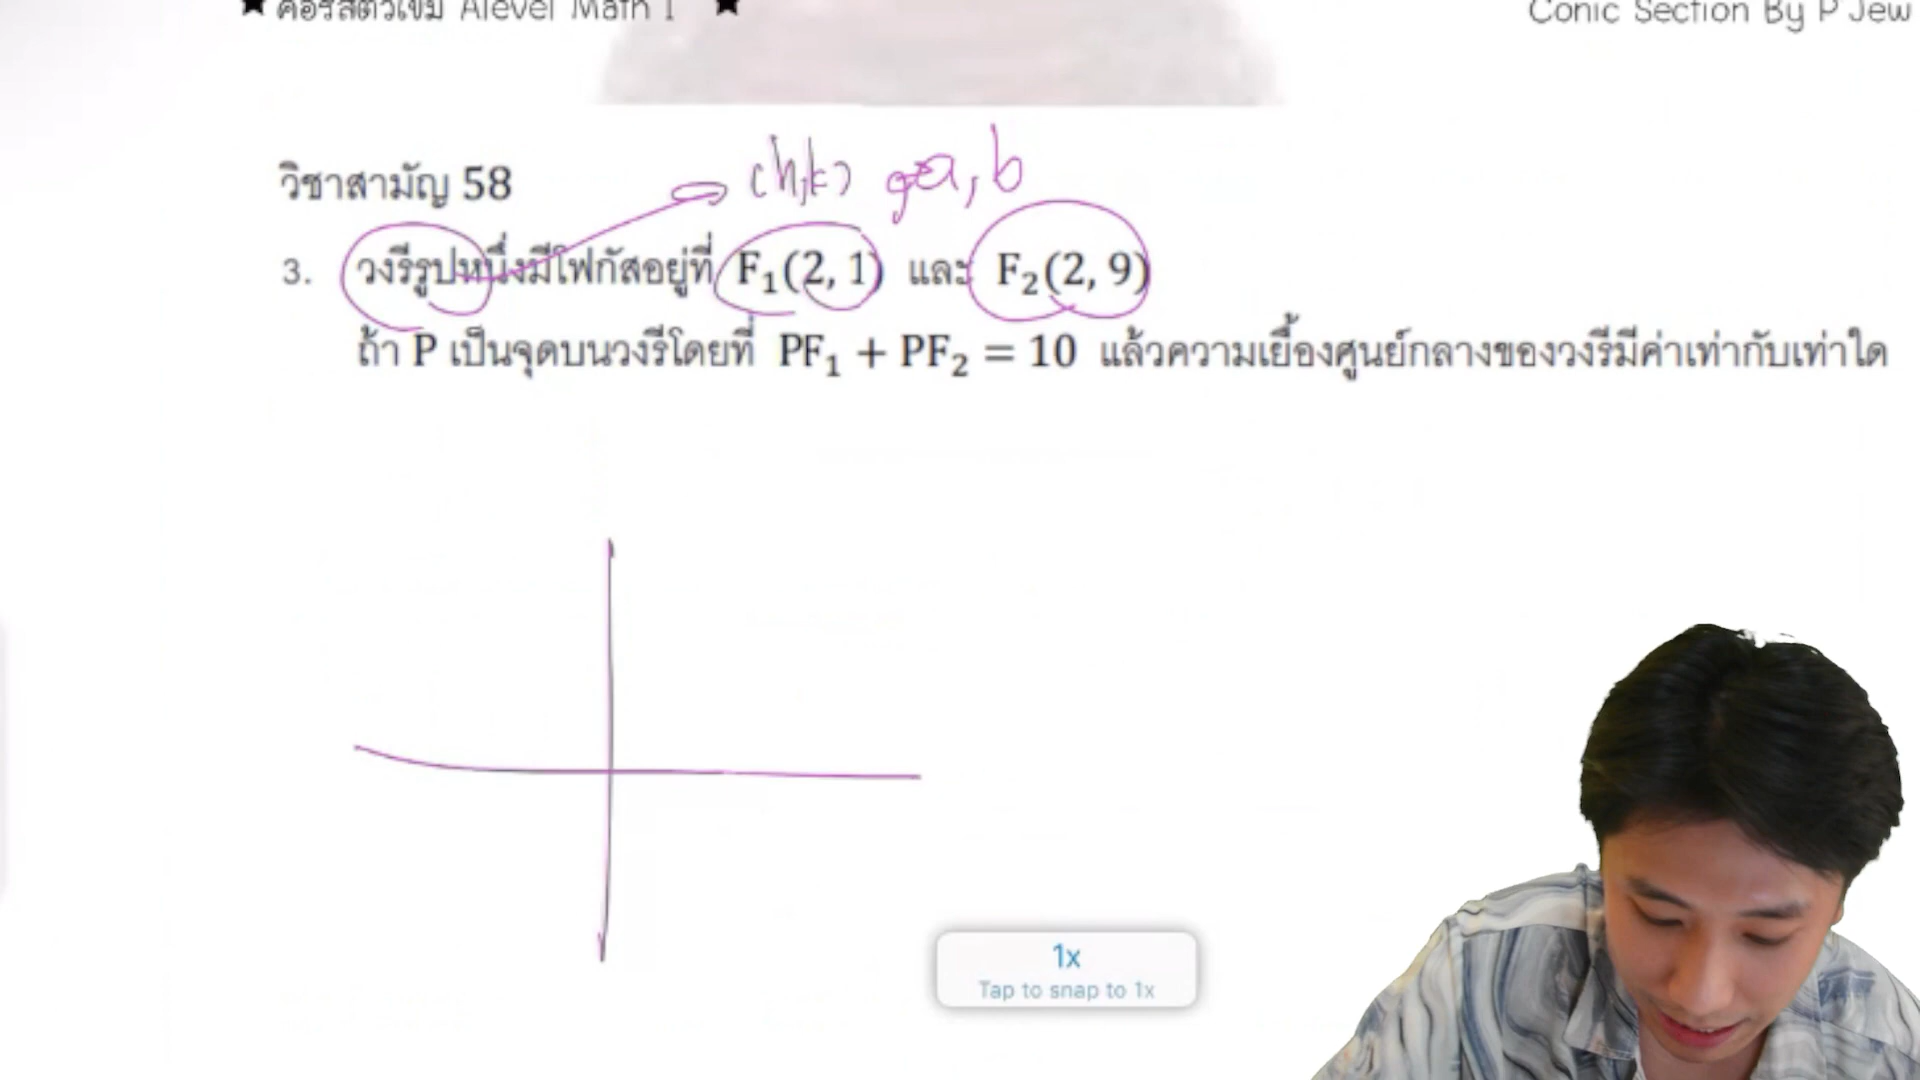 ★ คอร์สตัวเข้ม Alevel Math 1 ★
Conic Section By P'Jew
วิชาสามัญ 58
(h,k) a, b
3. วงรีรูปหนึ่งมีโฟกัสอยู่ที่ F₁(2, 1) และ F₂(2, 9)
ถ้า P เป็นจุดบนวงรีโดยที่ PF₁ + PF₂ = 10 แล้วความเยื้องศูนย์กลางของวงรีมีค่าเท่ากับเท่าใด
1x
Tap to snap to 1x